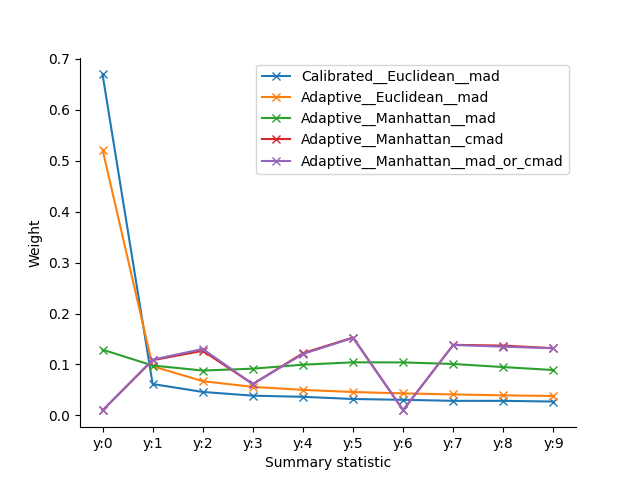 0.7
0.6
0.5
0.4
0.3
0.2
0.1
0.0
Weight
Calibrated__Euclidean__mad
Adaptive__Euclidean__mad
Adaptive__Manhattan__mad
Adaptive__Manhattan__cmad
Adaptive__Manhattan__mad_or_cmad
y:0 y:1 y:2 y:3 y:4 y:5 y:6 y:7 y:8 y:9
Summary statistic